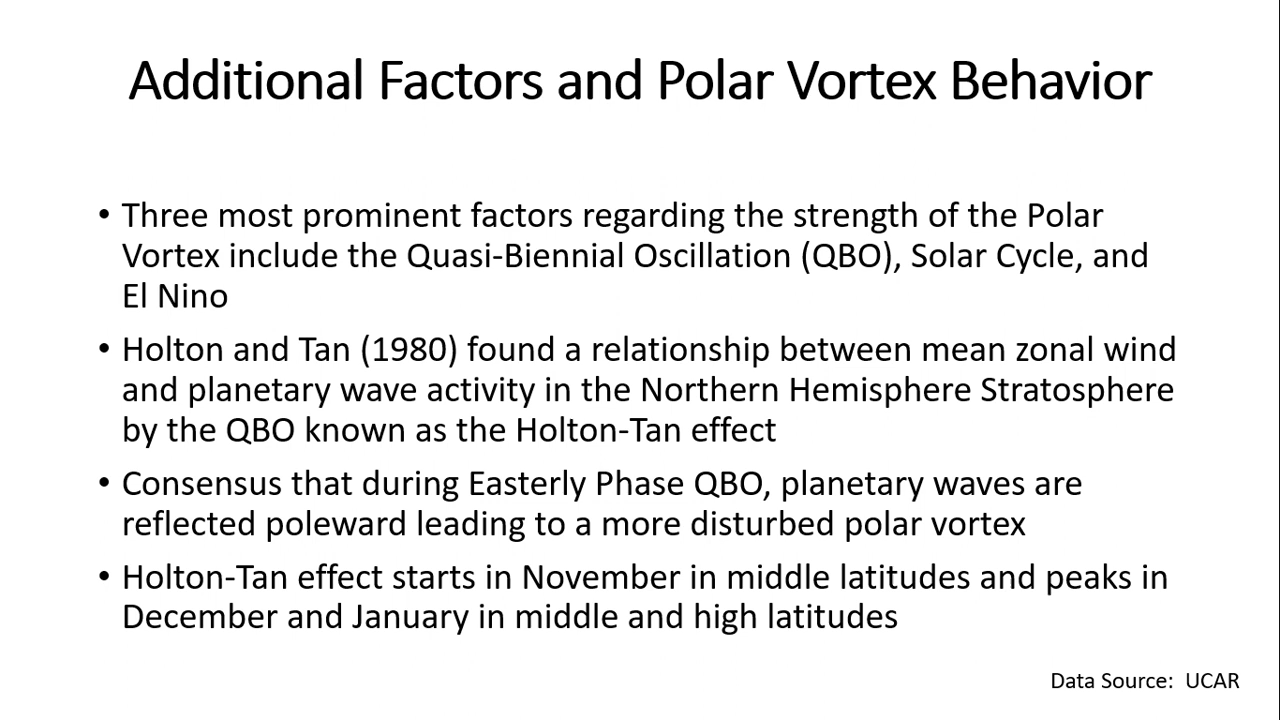 Additional Factors and Polar Vortex Behavior
• Three most prominent factors regarding the strength of the Polar
Vortex include the Quasi-Biennial Oscillation (QBO), Solar Cycle, and
El Nino
• Holton and Tan (1980) found a relationship between mean zonal wind
and planetary wave activity in the Northern Hemisphere Stratosphere
by the QBO known as the Holton-Tan effect
• Consensus that during Easterly Phase QBO, planetary waves are
reflected poleward leading to a more disturbed polar vortex
• Holton-Tan effect starts in November in middle latitudes and peaks in
December and January in middle and high latitudes
Data Source:  UCAR